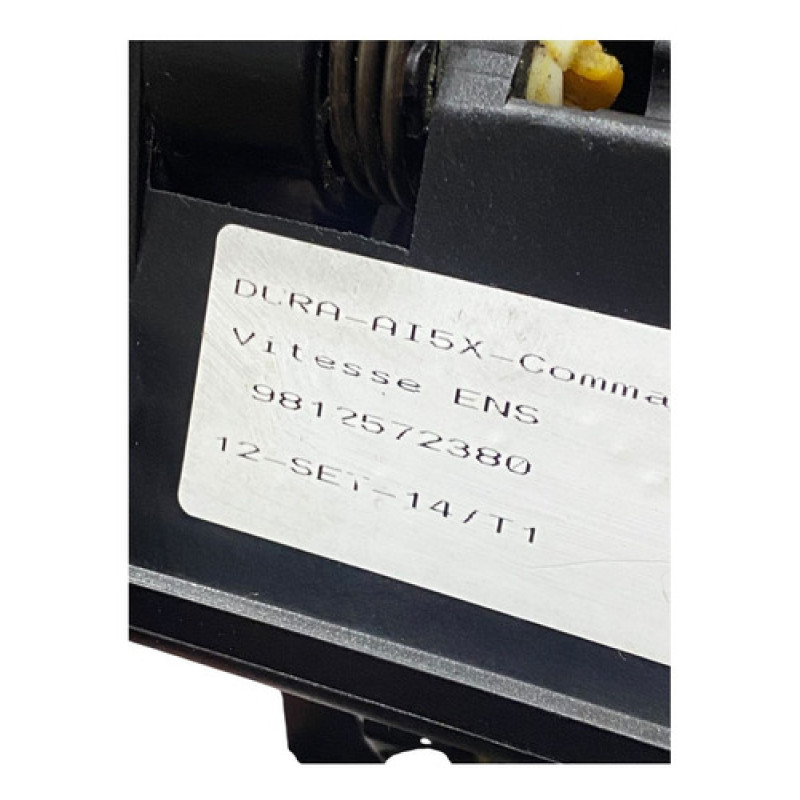 DURA-AI5X-Comma
Vitesse ENS
9812572380
12-SET-14/T1